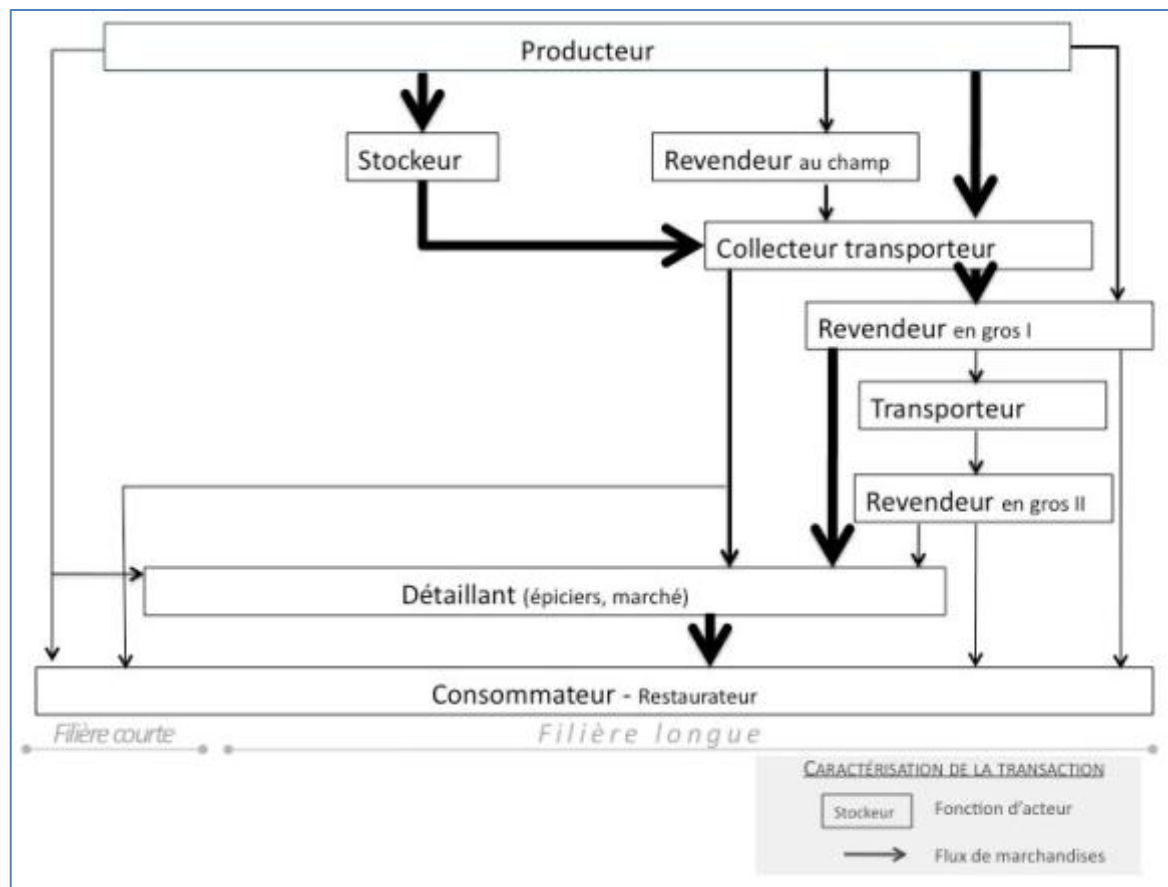 Producteur
Stockeur
Revendeur au champ
Collecteur transporteur
Revendeur en gros I
Transporteur
Revendeur en gros II
Détaillant (épiciers, marché)
Consommateur - Restaurateur
Filière courte
Filière longue
CARACTÉRISATION DE LA TRANSACTION
Stockeur
Fonction d'acteur
Flux de marchandises